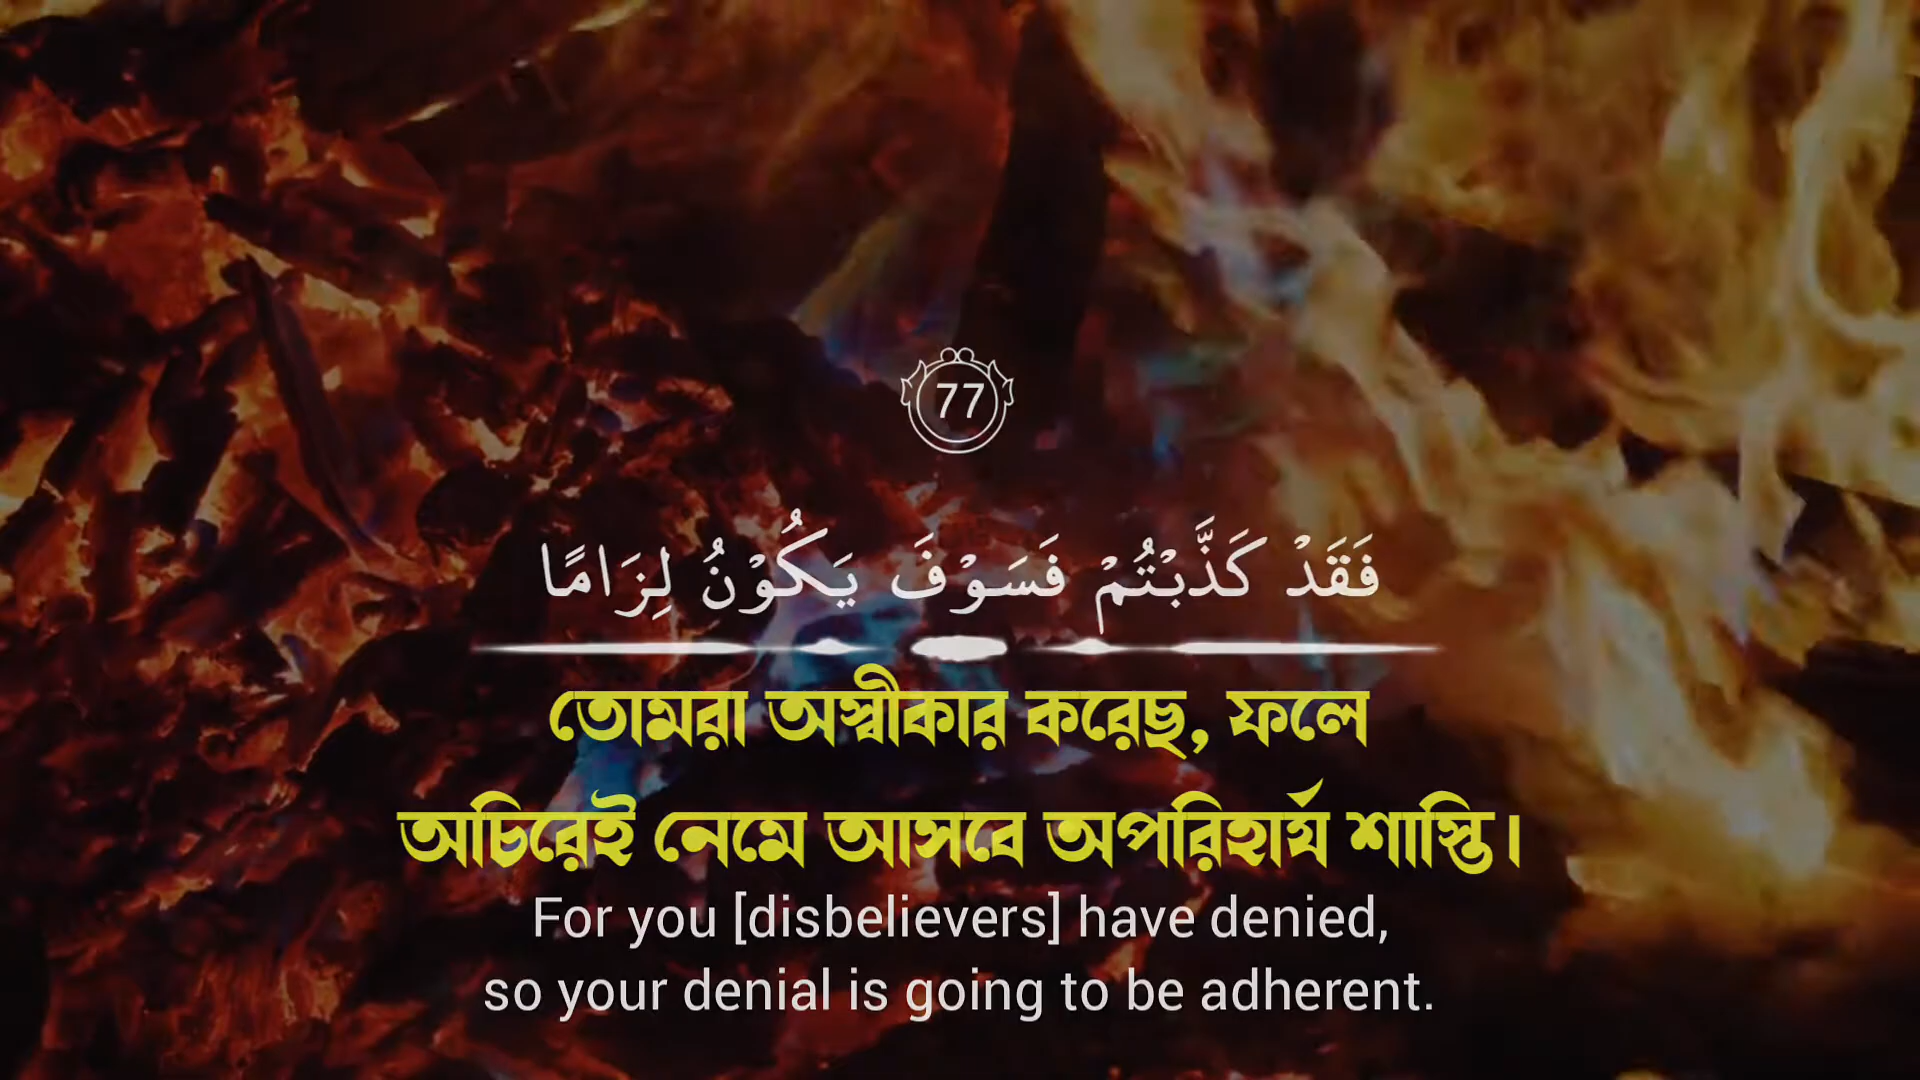 77
فَقَدْ كَذَّبْتُمْ فَسَوْفَ يَكُوْنُ لِزَامًا
তোমরা অস্বীকার করেছ, ফলে
অচিরেই নেমে আসবে অপরিহার্য শাস্তি।
For you [disbelievers] have denied,
so your denial is going to be adherent.